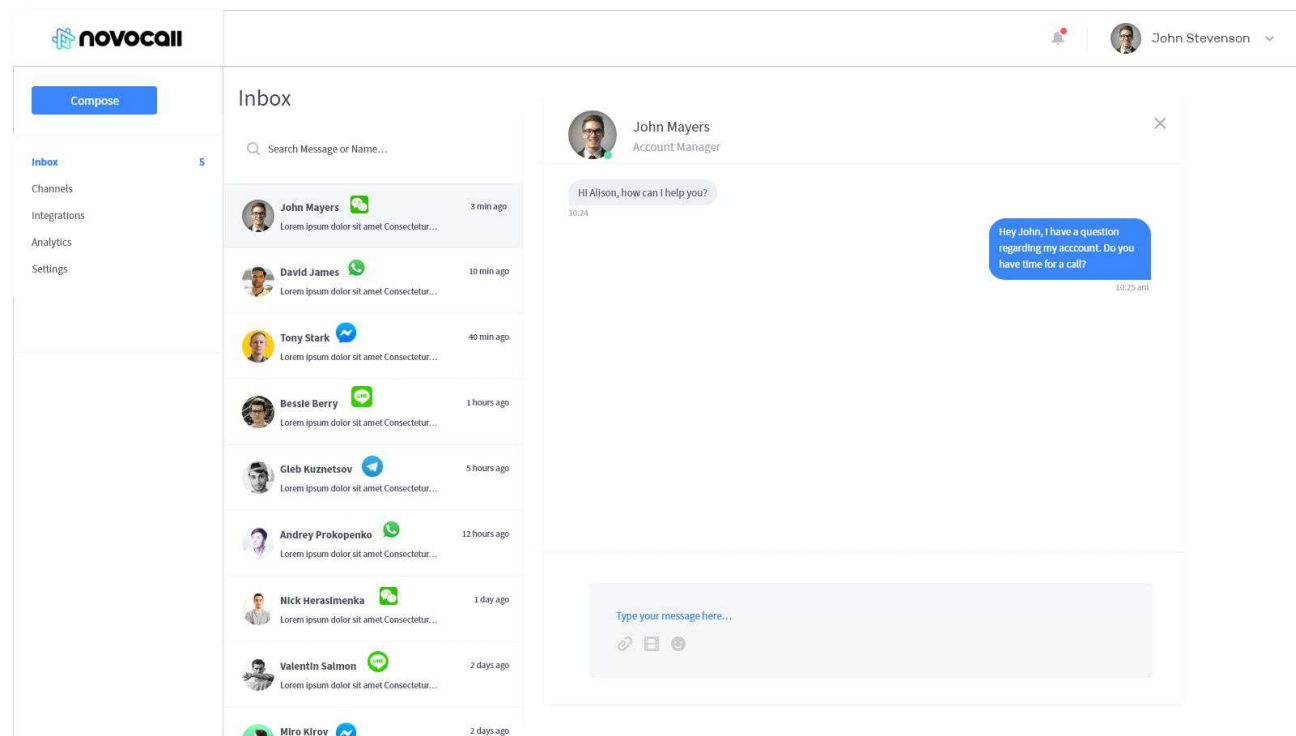 novocall
John Stevenson
Compose
Inbox 5
Channels
Integrations
Analytics
Settings
Inbox
Search Message or Name...
John Mayers 3 min ago
Lorem ipsum dolor sit amet Consectetur...
David James 10 min ago
Lorem ipsum dolor sit amet Consectetur...
Tony Stark 40 min ago
Lorem ipsum dolor sit amet Consectetur...
Bessie Berry LINE 1 hours ago
Lorem ipsum dolor sit amet Consectetur...
Gleb Kuznetsov 5 hours ago
Lorem ipsum dolor sit amet Consectetur...
Andrey Prokopenko 12 hours ago
Lorem ipsum dolor sit amet Consectetur...
Nick Herasimenka 1 day ago
Lorem ipsum dolor sit amet Consectetur...
Valentin Salmon LINE 2 days ago
Lorem ipsum dolor sit amet Consectetur...
Miro Kirov 2 days ago
John Mayers
Account Manager
Hi Alison, how can I help you?
10:24
Hey John, I have a question
regarding my acccount. Do you
have time for a call?
10:25 am
Type your message here...